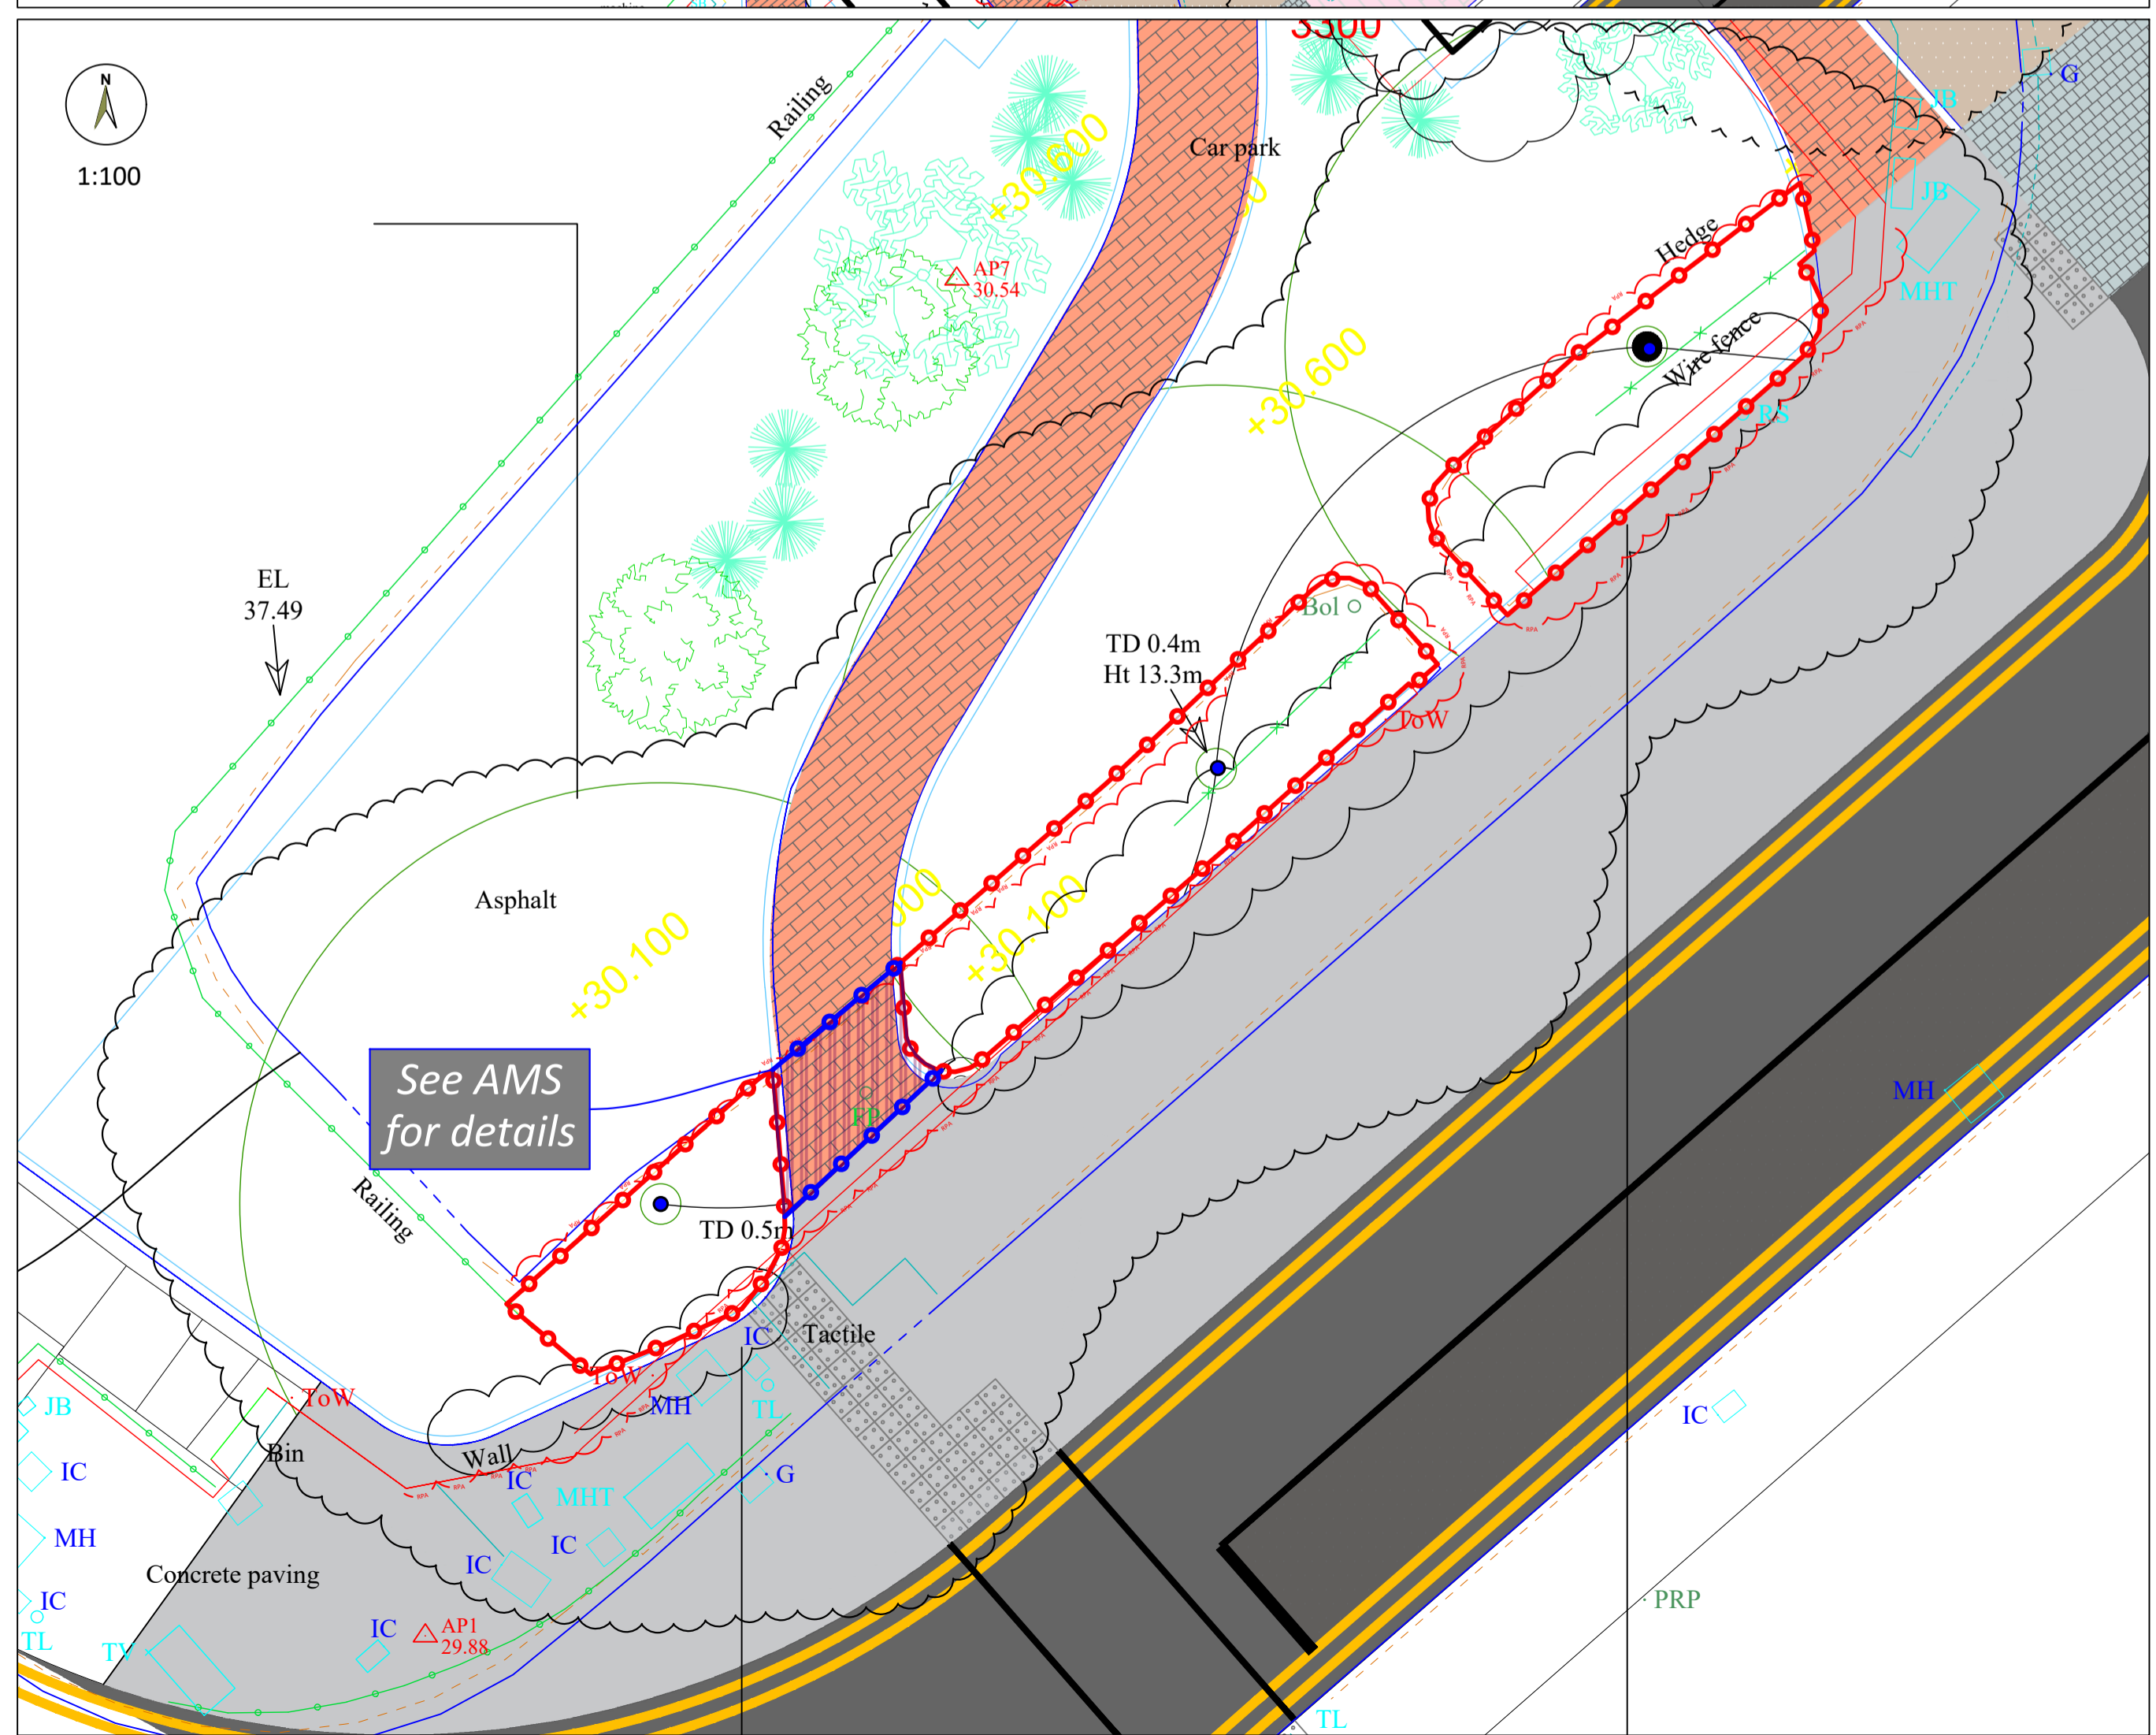 3300
N
1:100
Railing
+30.600
Car park
G
JB
JB
MHT
Hedge
AP7
30.54
Wire fence
+30.600
RS
EL
37.49
Bol
TD 0.4m
Ht 13.3m
ToW
Asphalt
+30.100
+30.100
See AMS
for details
Railing
TD 0.5m
MH
Tactile
IC
ToW
MH
TL
ToW
JB
Bin
Wall
IC
IC
MHT
G
IC
MH
IC
IC
Concrete paving
IC
TL
TV
IC
AP1
29.88
PRP
TL
RPA